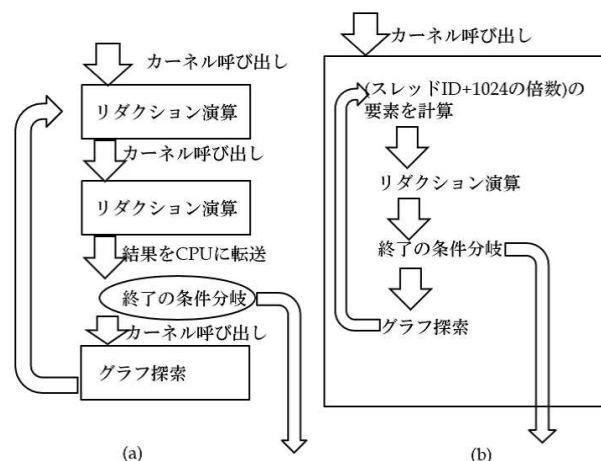 カーネル呼び出し
リダクション演算
カーネル呼び出し
リダクション演算
結果をCPUに転送
終了の条件分岐
カーネル呼び出し
グラフ探索
(a)
カーネル呼び出し
(スレッドID+1024の倍数)の
要素を計算
リダクション演算
終了の条件分岐
グラフ探索
(b)